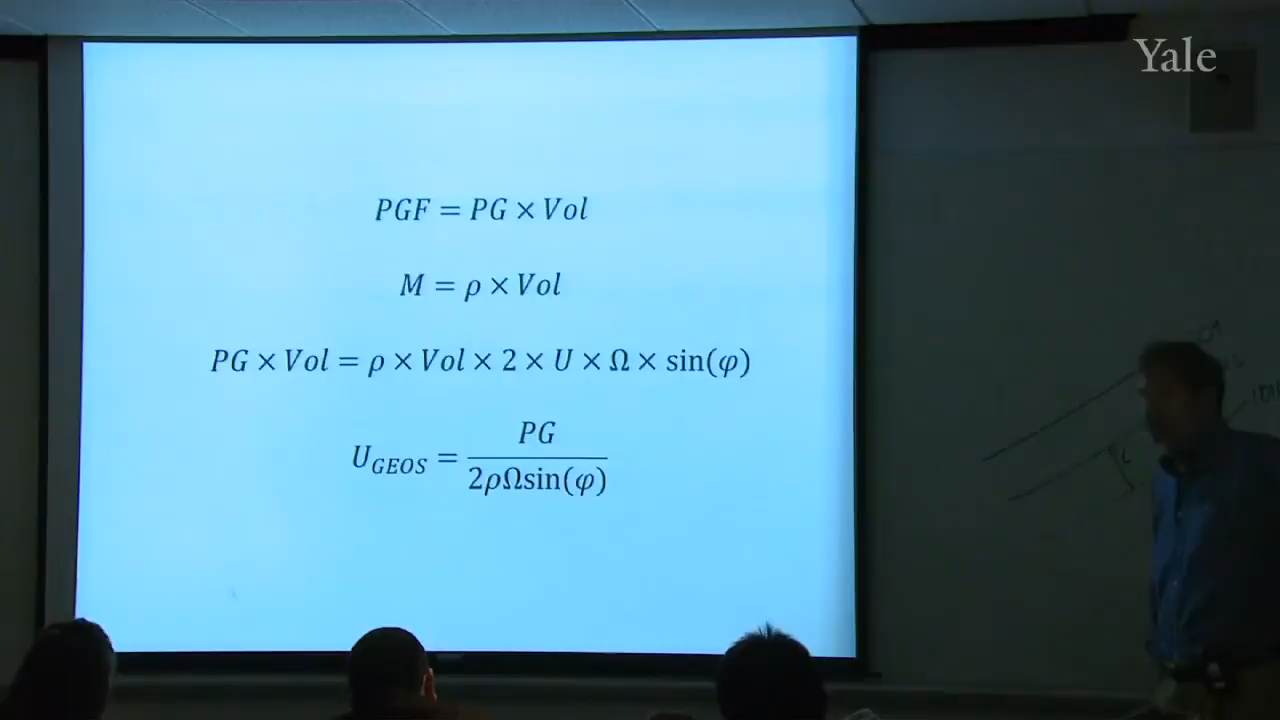 Yale
PGF = PG × Vol
M = ρ × Vol
PG × Vol = ρ × Vol × 2 × U × Ω × sin(φ)
U_GEOS = PG / 2ρΩsin(φ)